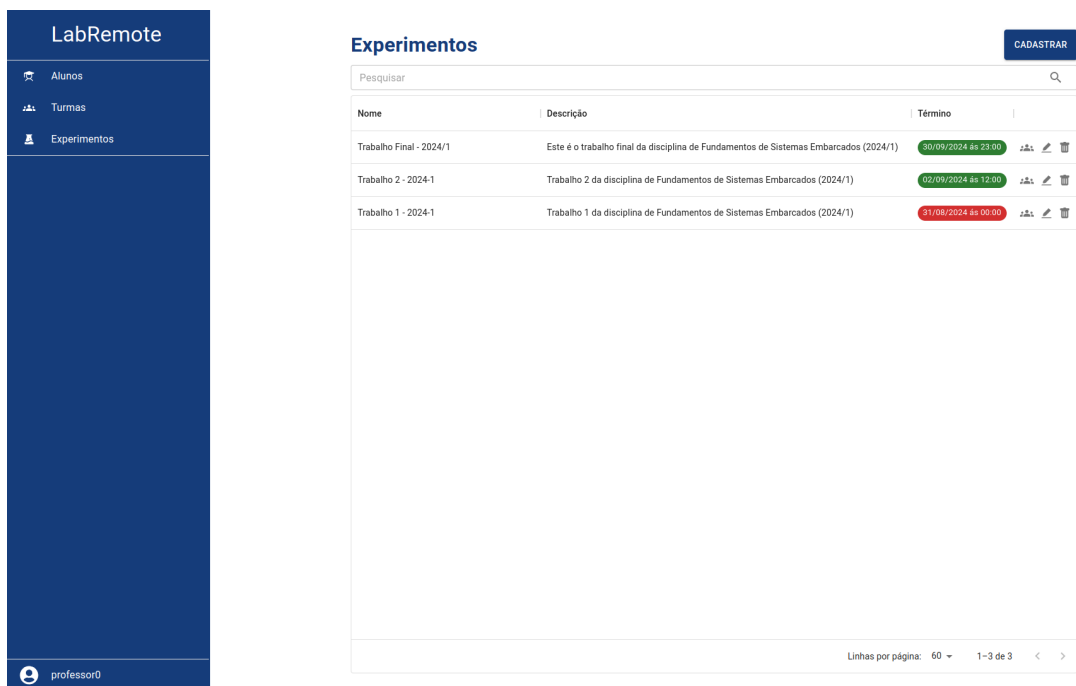 LabRemote
Alunos
Turmas
Experimentos
professor0
Experimentos
CADASTRAR
Pesquisar
Nome Descrição Término
Trabalho Final - 2024/1 Este é o trabalho final da disciplina de Fundamentos de Sistemas Embarcados (2024/1) 30/09/2024 ás 23:00
Trabalho 2 - 2024-1 Trabalho 2 da disciplina de Fundamentos de Sistemas Embarcados (2024/1) 02/09/2024 ás 12:00
Trabalho 1 - 2024-1 Trabalho 1 da disciplina de Fundamentos de Sistemas Embarcados (2024/1) 31/08/2024 ás 00:00
Linhas por página: 60 1–3 de 3